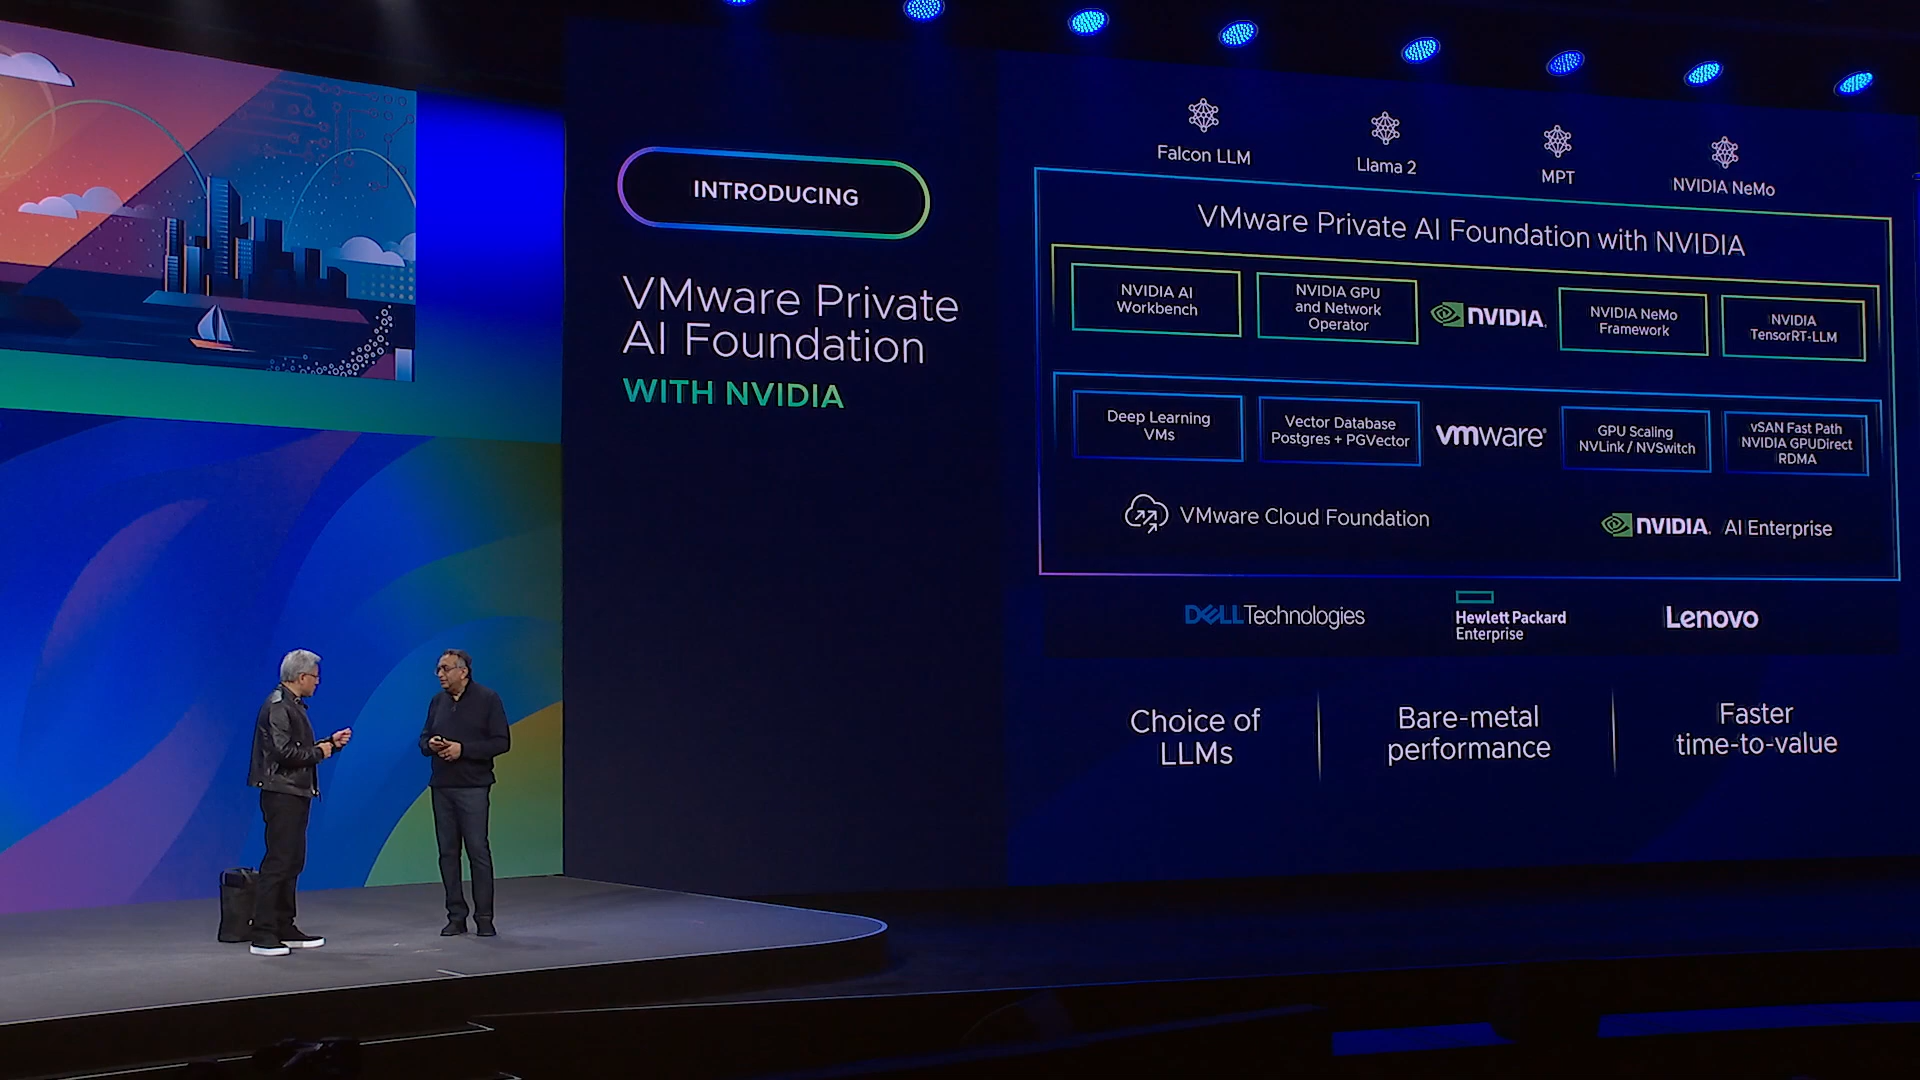 INTRODUCING
VMware Private
AI Foundation
WITH NVIDIA
Falcon LLM
Llama 2
MPT
NVIDIA NeMo
VMware Private AI Foundation with NVIDIA
NVIDIA AI
Workbench
NVIDIA GPU
and Network
Operator
NVIDIA.
NVIDIA NeMo
Framework
NVIDIA
TensorRT-LLM
Deep Learning
VMs
Vector Database
Postgres + PGVector
vmware®
GPU Scaling
NVLink / NVSwitch
vSAN Fast Path
NVIDIA GPUDirect
RDMA
VMware Cloud Foundation
NVIDIA. AI Enterprise
DELL Technologies
Hewlett Packard
Enterprise
Lenovo
Choice of
LLMs
Bare-metal
performance
Faster
time-to-value